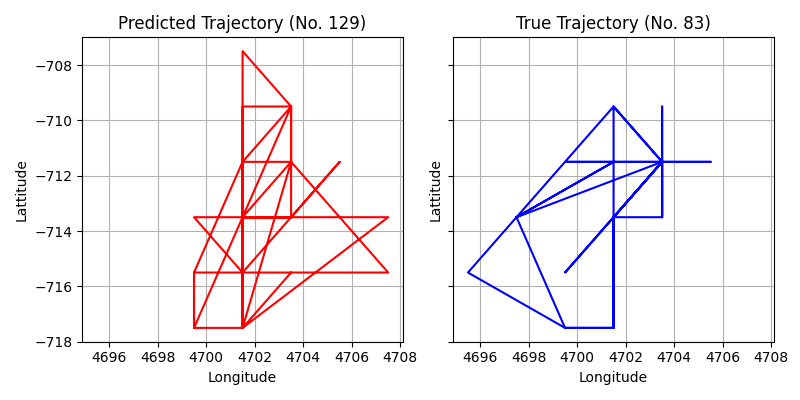 Predicted Trajectory (No. 129)
True Trajectory (No. 83)
Lattitude
−708
−710
−712
−714
−716
−718
4696 4698 4700 4702 4704 4706 4708
Longitude
Lattitude
4696 4698 4700 4702 4704 4706 4708
Longitude